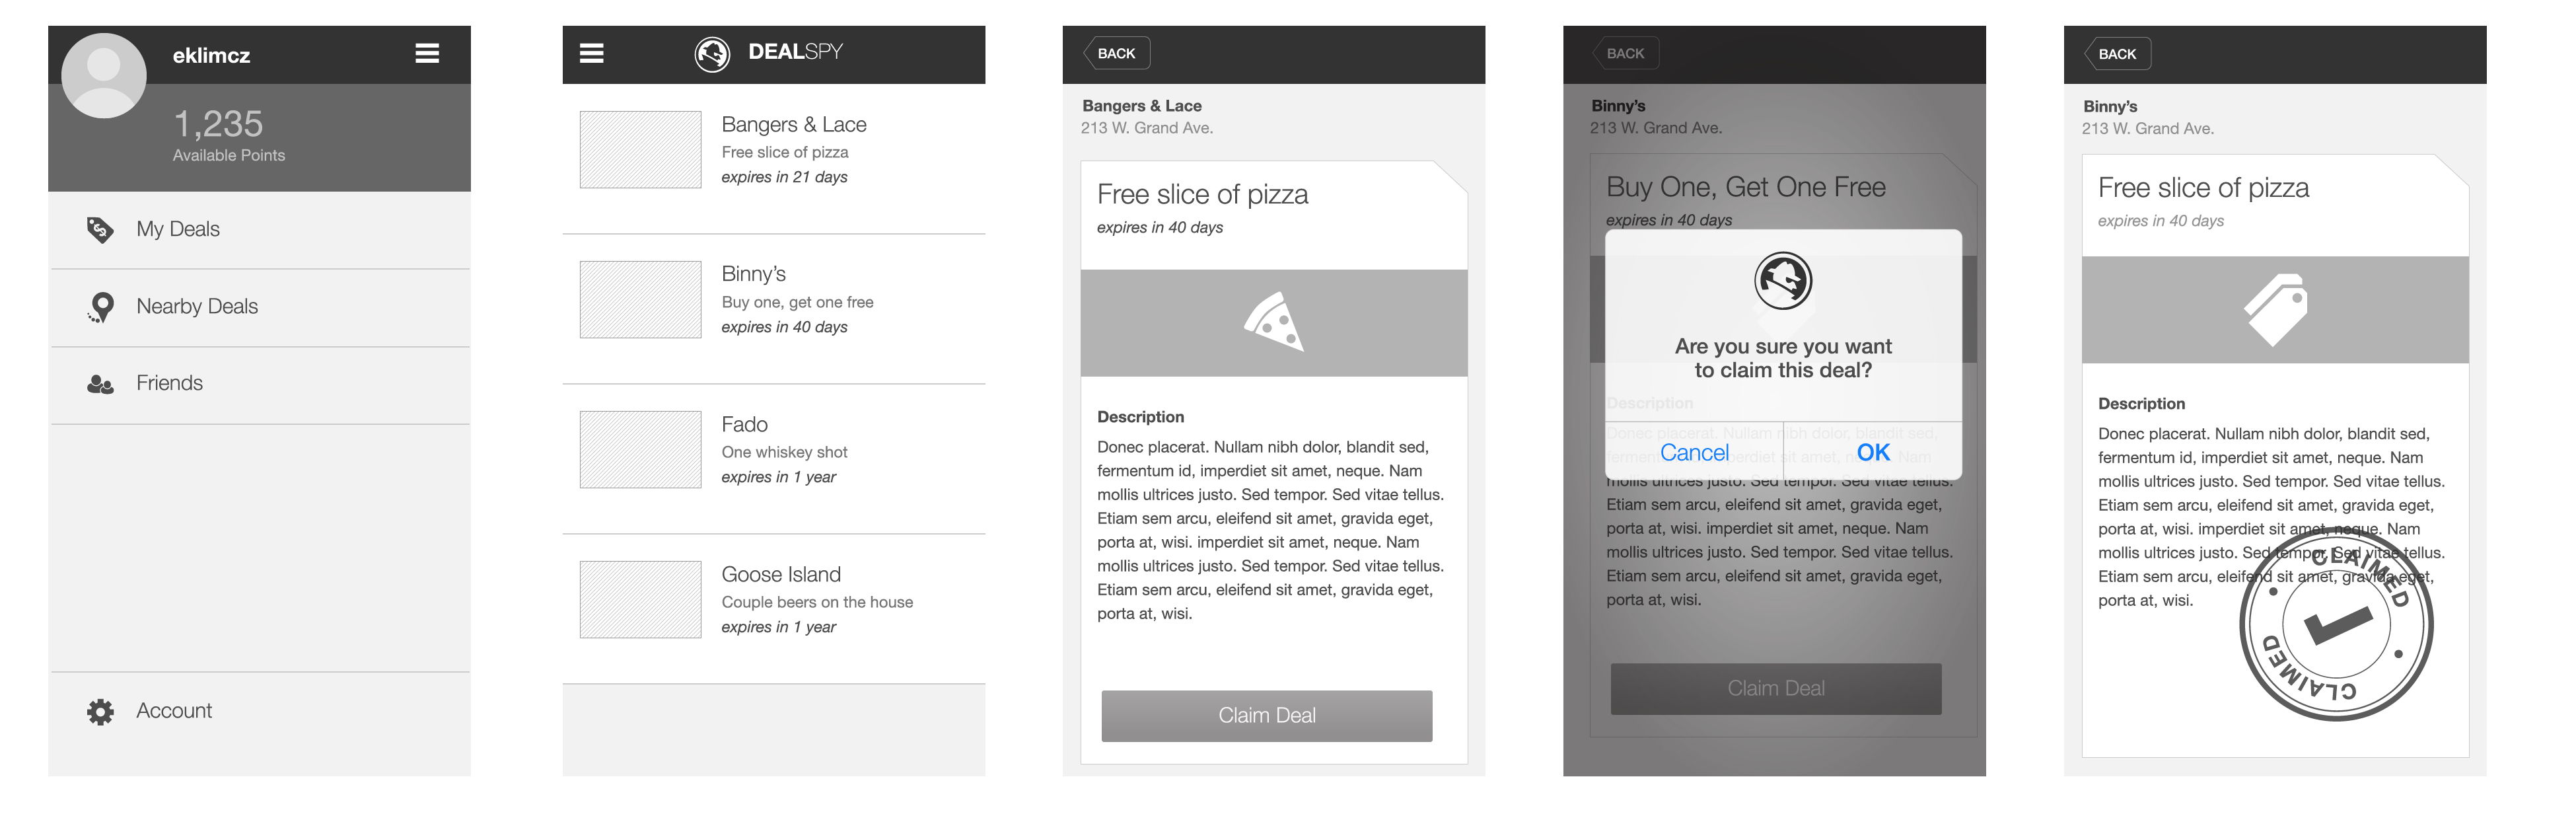 eklimcz
1,235
Available Points
My Deals
Nearby Deals
Friends
Account
DEALSPY
Bangers & Lace
Free slice of pizza
expires in 21 days
Binny’s
Buy one, get one free
expires in 40 days
Fado
One whiskey shot
expires in 1 year
Goose Island
Couple beers on the house
expires in 1 year
BACK
Bangers & Lace
213 W. Grand Ave.
Free slice of pizza
expires in 40 days
Description
Donec placerat. Nullam nibh dolor, blandit sed,
fermentum id, imperdiet sit amet, neque. Nam
mollis ultrices justo. Sed tempor. Sed vitae tellus.
Etiam sem arcu, eleifend sit amet, gravida eget,
porta at, wisi. imperdiet sit amet, neque. Nam
mollis ultrices justo. Sed tempor. Sed vitae tellus.
Etiam sem arcu, eleifend sit amet, gravida eget,
porta at, wisi.
Claim Deal
BACK
Binny’s
213 W. Grand Ave.
Buy One, Get One Free
expires in 40 days
Are you sure you want
to claim this deal?
Description
Donec placerat. Nullam nibh dolor, blandit sed,
Cancel
OK
mollis ultrices justo. Sed tempor. Sed vitae tellus.
Etiam sem arcu, eleifend sit amet, gravida eget,
porta at, wisi. imperdiet sit amet, neque. Nam
mollis ultrices justo. Sed tempor. Sed vitae tellus.
Etiam sem arcu, eleifend sit amet, gravida eget,
porta at, wisi.
Claim Deal
BACK
Binny’s
213 W. Grand Ave.
Free slice of pizza
expires in 40 days
Description
Donec placerat. Nullam nibh dolor, blandit sed,
fermentum id, imperdiet sit amet, neque. Nam
mollis ultrices justo. Sed tempor. Sed vitae tellus.
Etiam sem arcu, eleifend sit amet, gravida eget,
porta at, wisi. imperdiet sit amet, neque. Nam
mollis ultrices justo. Sed tempor. Sed vitae tellus.
Etiam sem arcu, eleifend sit amet, gravida eget,
porta at, wisi.
CLAIMED
CLAIMED